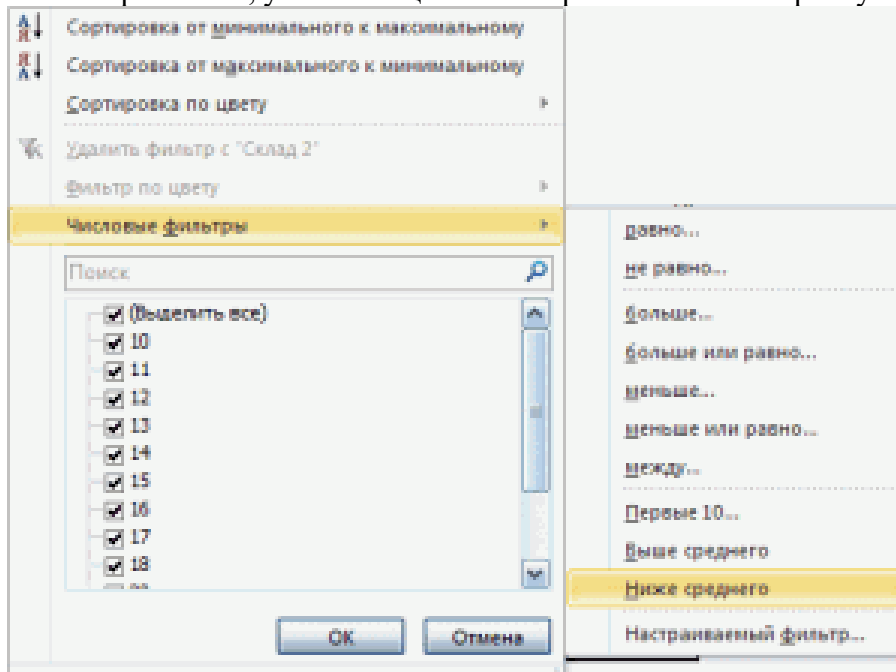 Сортировка от минимального к максимальному
Сортировка от максимального к минимальному
Сортировка по цвету
Удалить фильтр с "Склад 2"
Фильтр по цвету
Числовые фильтры
Поиск
(Выделить все)
10
11
12
13
14
15
16
17
18
ОК
Отмена
равно...
не равно...
больше...
больше или равно...
меньше...
меньше или равно...
между...
Первые 10...
Выше среднего
Ниже среднего
Настраиваемый фильтр...